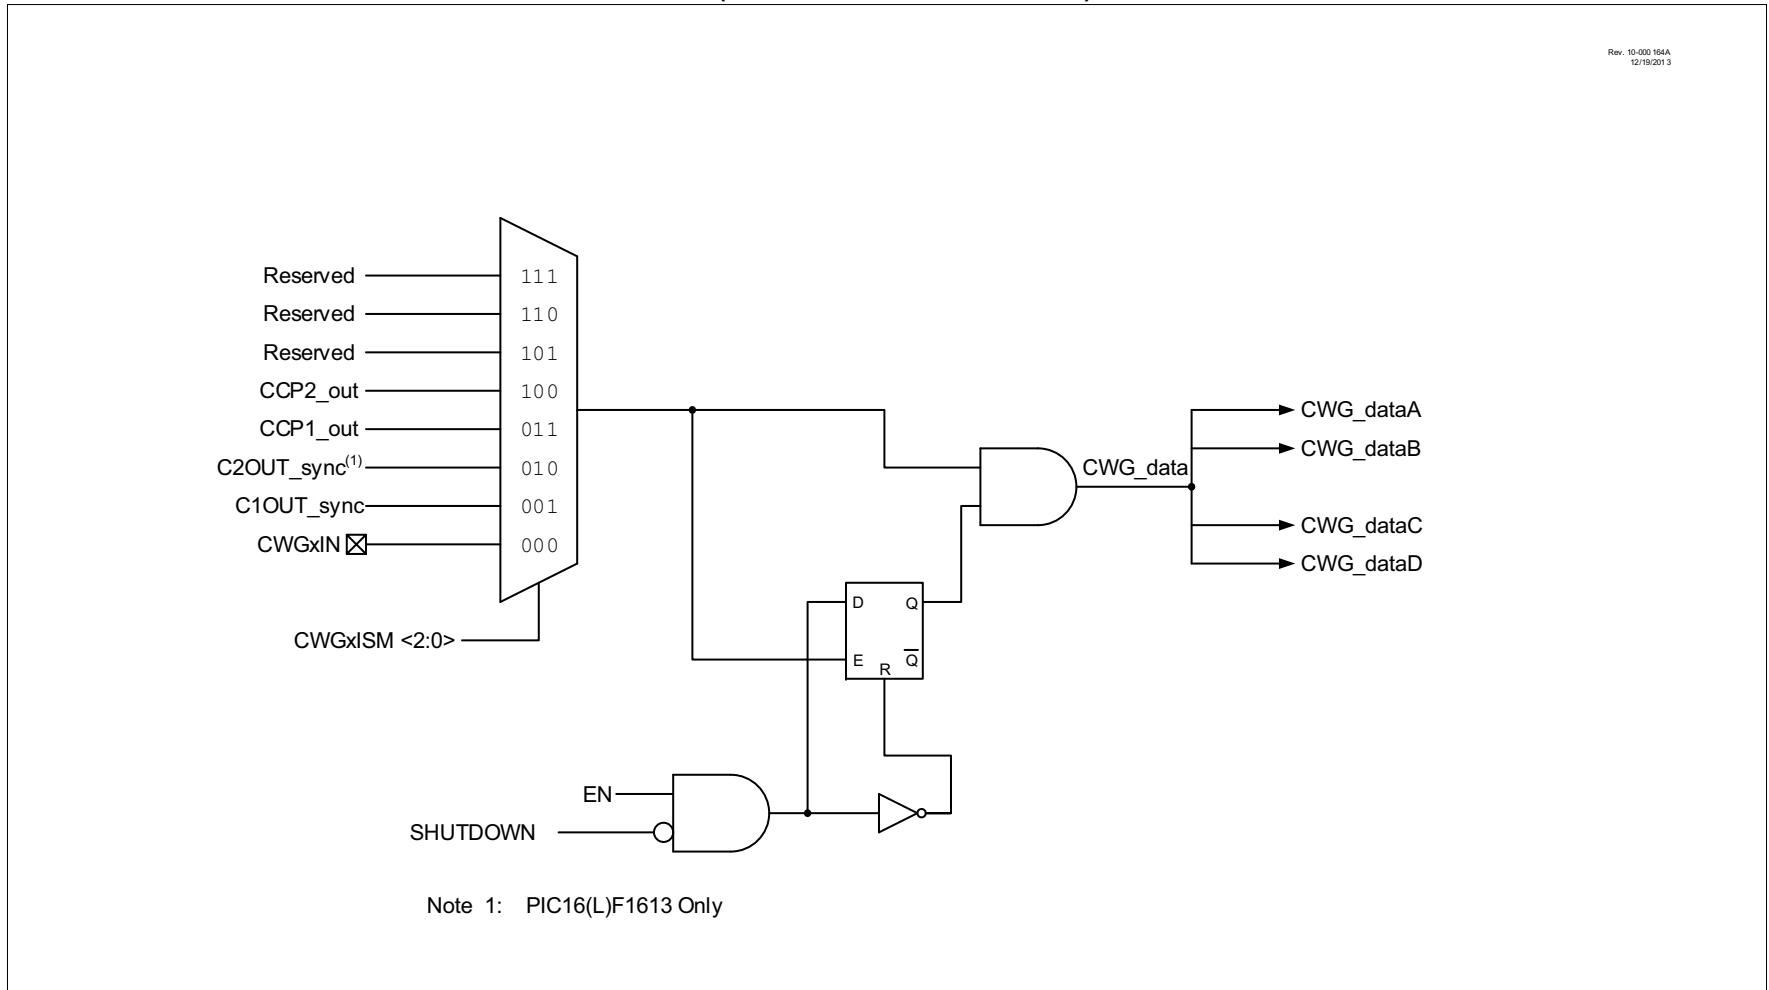 Rev. 10-000 164A
12/19/201 3
Reserved
111
Reserved
110
Reserved
101
CCP2_out
100
CCP1_out
011
C2OUT_sync(1)
010
C1OUT_sync
001
CWGxIN
000
CWGxISM <2:0>
CWG_data
CWG_dataA
CWG_dataB
CWG_dataC
CWG_dataD
D
Q
E
R
Q̅
EN
SHUTDOWN
Note 1: PIC16(L)F1613 Only